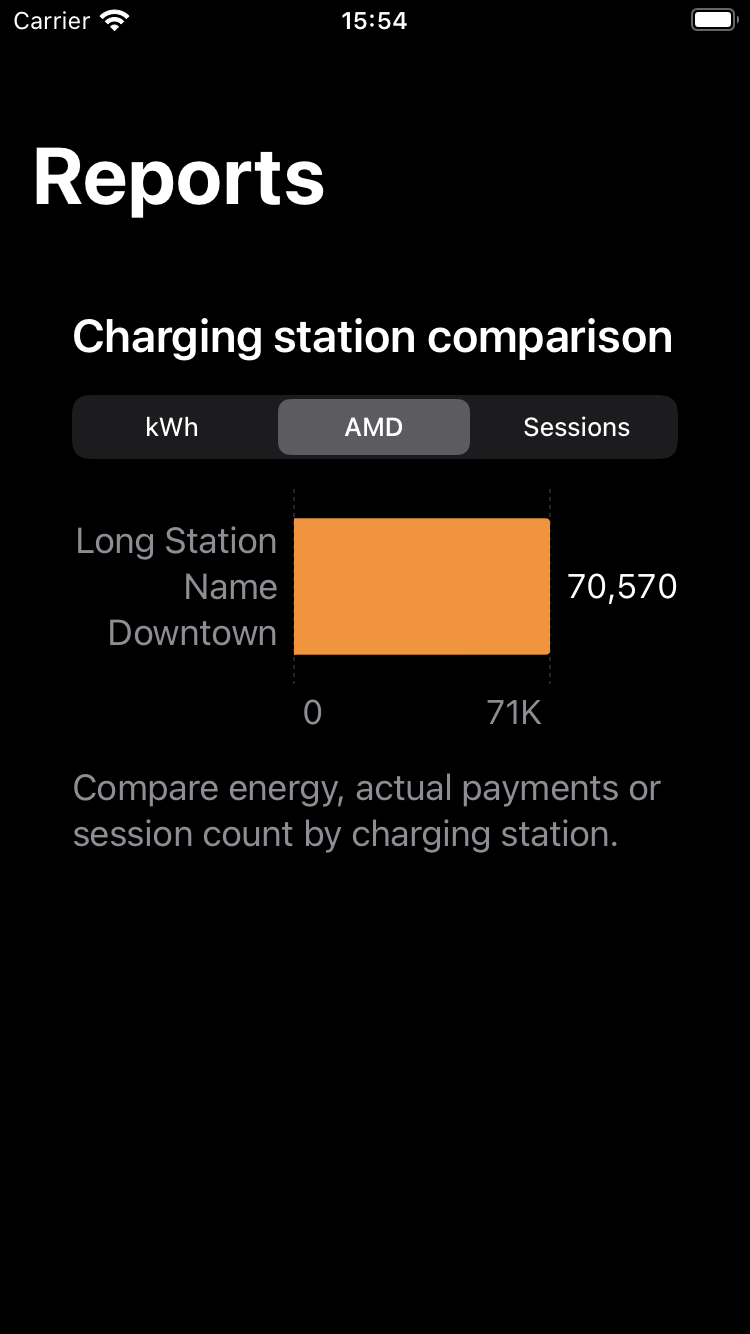 Carrier 15:54
Reports
Charging station comparison
kWh AMD Sessions
Long Station
Name
Downtown
70,570
0 71K
Compare energy, actual payments or
session count by charging station.